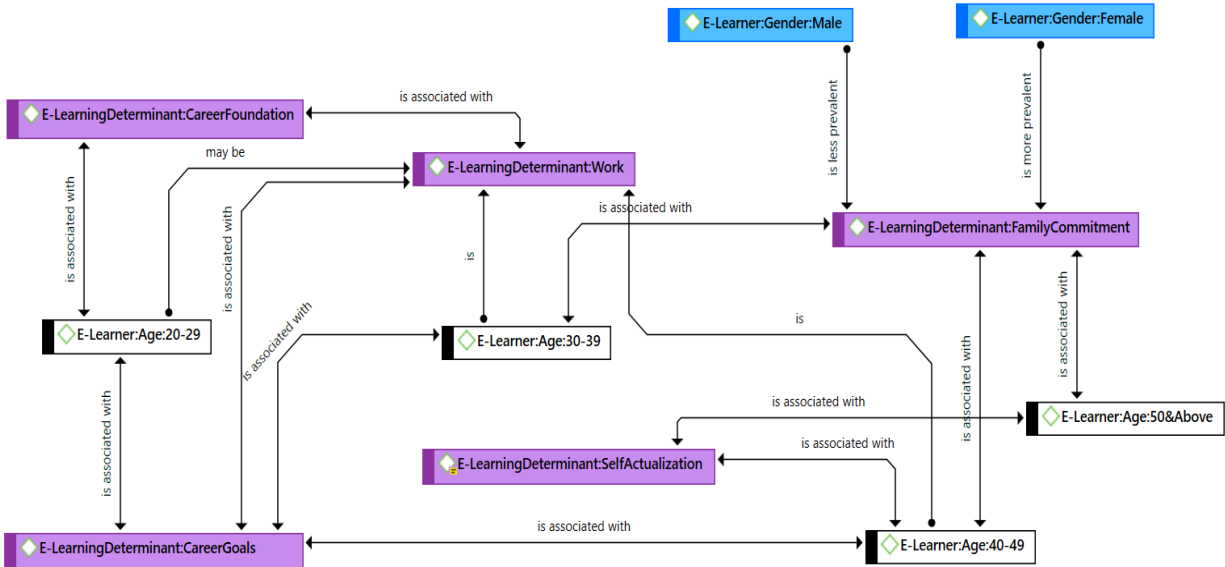 E-Learner:Gender:Male
E-Learner:Gender:Female
is associated with
E-LearningDeterminant:CareerFoundation
is less prevalent
is more prevalent
may be
E-LearningDeterminant:Work
is associated with
is associated with
is associated with
E-LearningDeterminant:FamilyCommitment
is
is associated with
E-Learner:Age:20-29
E-Learner:Age:30-39
is
is associated with
is associated with
is associated with
is associated with
E-Learner:Age:50&Above
is associated with
is associated with
E-LearningDeterminant:SelfActualization
is associated with
E-LearningDeterminant:CareerGoals
E-Learner:Age:40-49